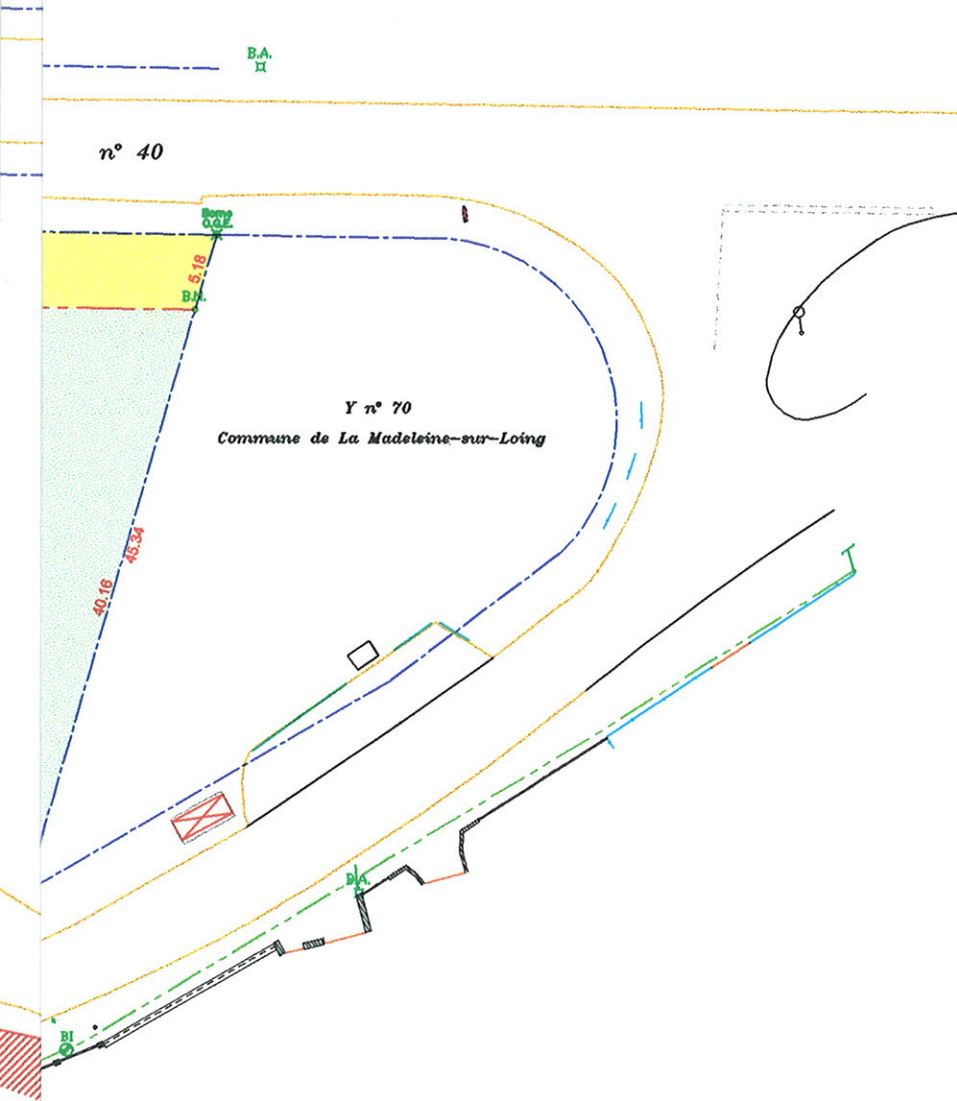 B.A.
n° 40
Borne
O.G.E.
5.18
B.N.
Y n° 70
Commune de La Madeleine-sur-Loing
45.34
40.16
B.A.
BI